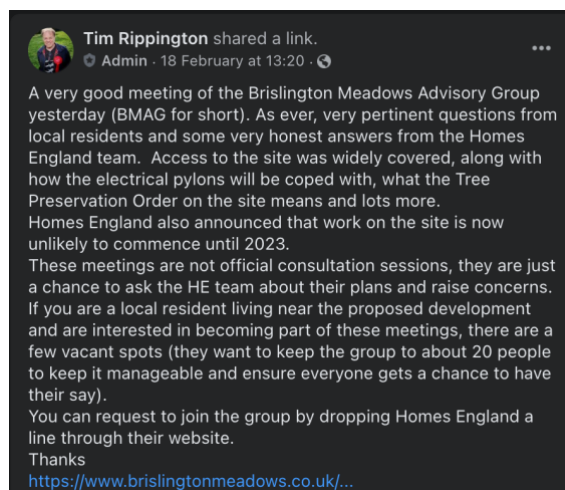 Tim Rippington shared a link.
Admin · 18 February at 13:20 ·
A very good meeting of the Brislington Meadows Advisory Group
yesterday (BMAG for short). As ever, very pertinent questions from
local residents and some very honest answers from the Homes
England team.  Access to the site was widely covered, along with
how the electrical pylons will be coped with, what the Tree
Preservation Order on the site means and lots more.
Homes England also announced that work on the site is now
unlikely to commence until 2023.
These meetings are not official consultation sessions, they are just
a chance to ask the HE team about their plans and raise concerns.
If you are a local resident living near the proposed development
and are interested in becoming part of these meetings, there are a
few vacant spots (they want to keep the group to about 20 people
to keep it manageable and ensure everyone gets a chance to have
their say).
You can request to join the group by dropping Homes England a
line through their website.
Thanks
https://www.brislingtonmeadows.co.uk/...